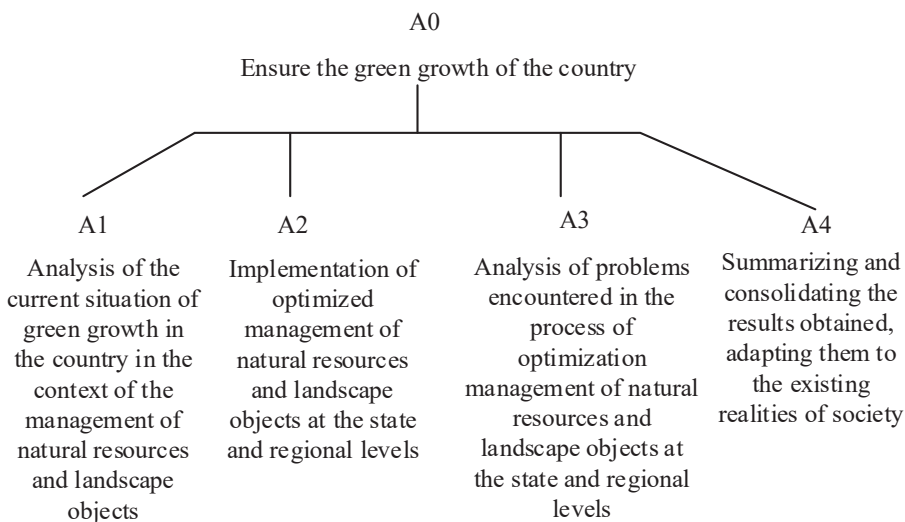 A0
Ensure the green growth of the country
A1
Analysis of the
current situation of
green growth in
the country in the
context of the
management of
natural resources
and landscape
objects
A2
Implementation of
optimized
management of
natural resources
and landscape
objects at the state
and regional levels
A3
Analysis of problems
encountered in the
process of
optimization
management of natural
resources and
landscape objects at
the state and regional
levels
A4
Summarizing and
consolidating the
results obtained,
adapting them to
the existing
realities of society